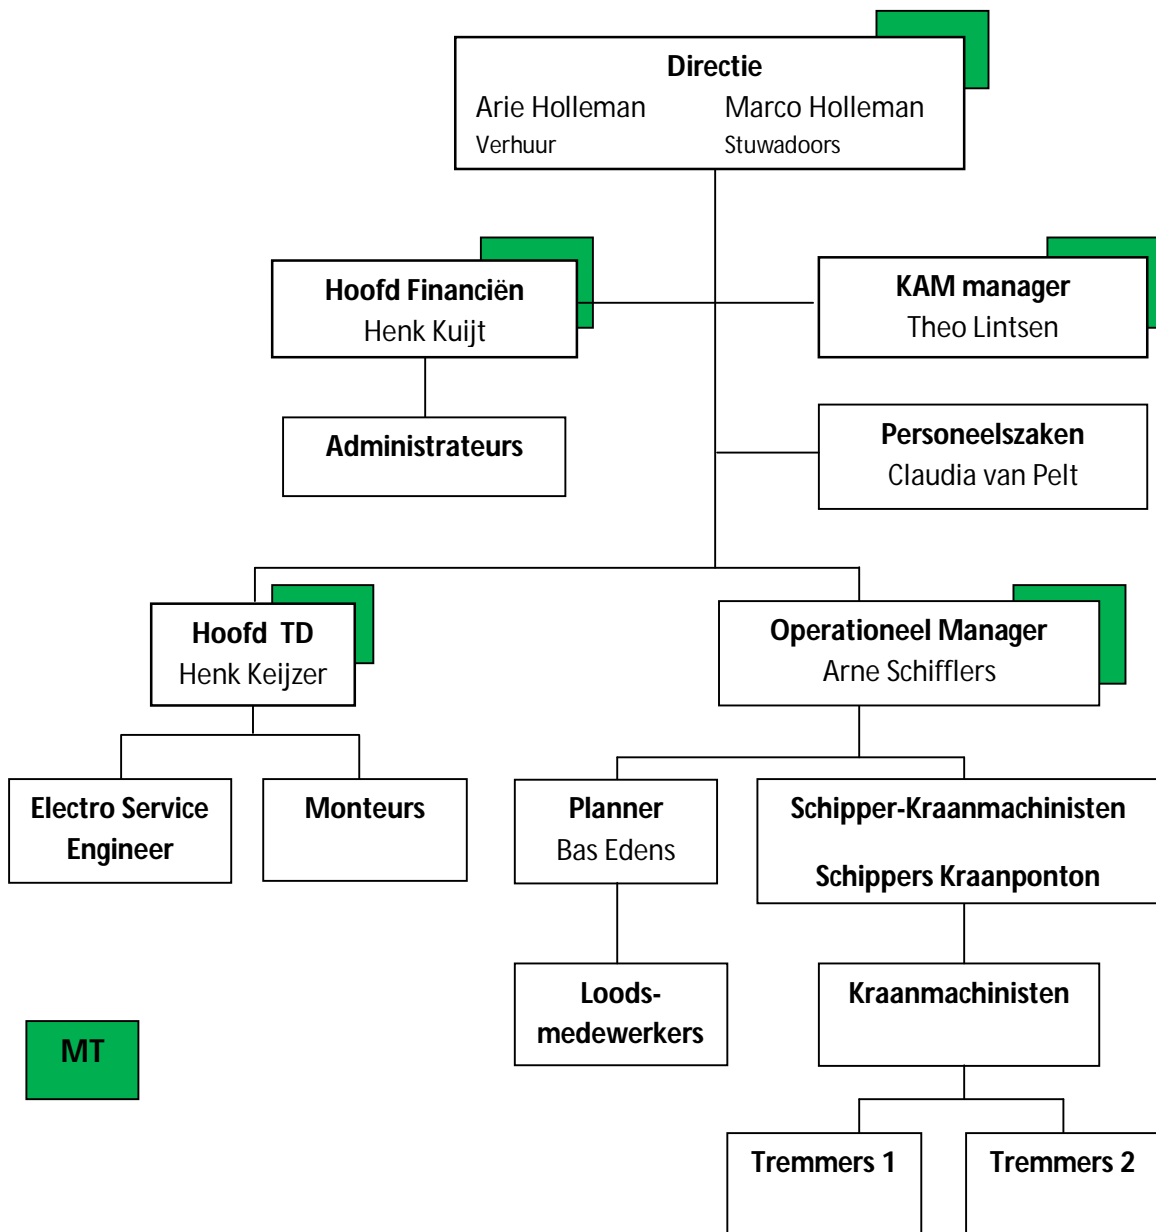 Directie
Arie Holleman Marco Holleman
Verhuur Stuwadoors
Hoofd Financiën
Henk Kuijt
KAM manager
Theo Lintsen
Administrateurs
Personeelszaken
Claudia van Pelt
Hoofd TD
Henk Keijzer
Operationeel Manager
Arne Schifflers
Electro Service
Engineer
Monteurs
Planner
Bas Edens
Schipper-Kraanmachinisten
Schippers Kraanponton
Loods-
medewerkers
Kraanmachinisten
MT
Tremmers 1
Tremmers 2